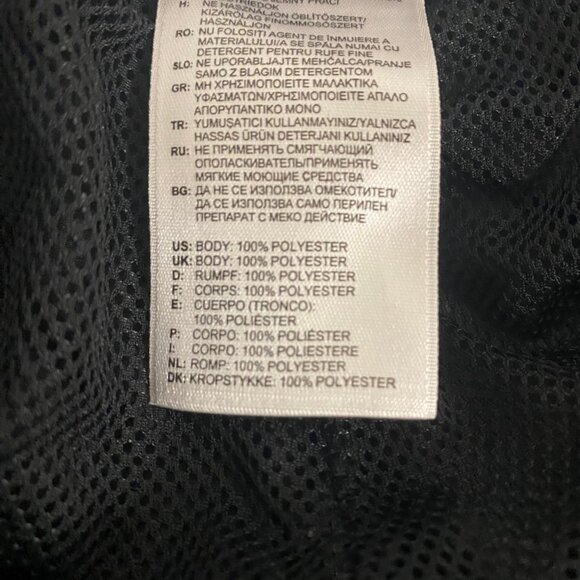 JEMNÝ PRACÍ
PROSTRIEDOK
H: NE HASZNÁLJON ÖBLÍTŐSZERT/
KIZÁRÓLAG FINOMMOSÓSZERT
HASZNÁLJON
RO: NU FOLOSIȚI AGENT DE ÎNMUIERE A
MATERIALULUI/A SE SPĂLA NUMAI CU
DETERGENT PENTRU RUFE FINE
SLO: NE UPORABLJAJTE MEHČALCA/PRANJE
SAMO Z BLAGIM DETERGENTOM
GR: ΜΗ ΧΡΗΣΙΜΟΠΟΙΕΙΤΕ ΜΑΛΑΚΤΙΚΑ
ΥΦΑΣΜΑΤΩΝ/ΧΡΗΣΙΜΟΠΟΙΕΙΤΕ ΑΠΑΛΟ
ΑΠΟΡΥΠΑΝΤΙΚΟ ΜΟΝΟ
TR: YUMUŞATICI KULLANMAYINIZ/YALNIZCA
HASSAS ÜRÜN DETERJANI KULLANINIZ
RU: НЕ ПРИМЕНЯТЬ СМЯГЧАЮЩИЙ
ОПОЛАСКИВАТЕЛЬ/ПРИМЕНЯТЬ
МЯГКИЕ МОЮЩИЕ СРЕДСТВА
BG: ДА НЕ СЕ ИЗПОЛЗВА ОМЕКОТИТЕЛ/
ДА СЕ ИЗПОЛЗВА САМО ПЕРИЛЕН
ПРЕПАРАТ С МЕКО ДЕЙСТВИЕ
US: BODY: 100% POLYESTER
UK: BODY: 100% POLYESTER
D: RUMPF: 100% POLYESTER
F: CORPS: 100% POLYESTER
E: CUERPO (TRONCO):
100% POLIÉSTER
P: CORPO: 100% POLIÉSTER
I: CORPO: 100% POLIESTERE
NL: ROMP: 100% POLYESTER
DK: KROPSTYKKE: 100% POLYESTER